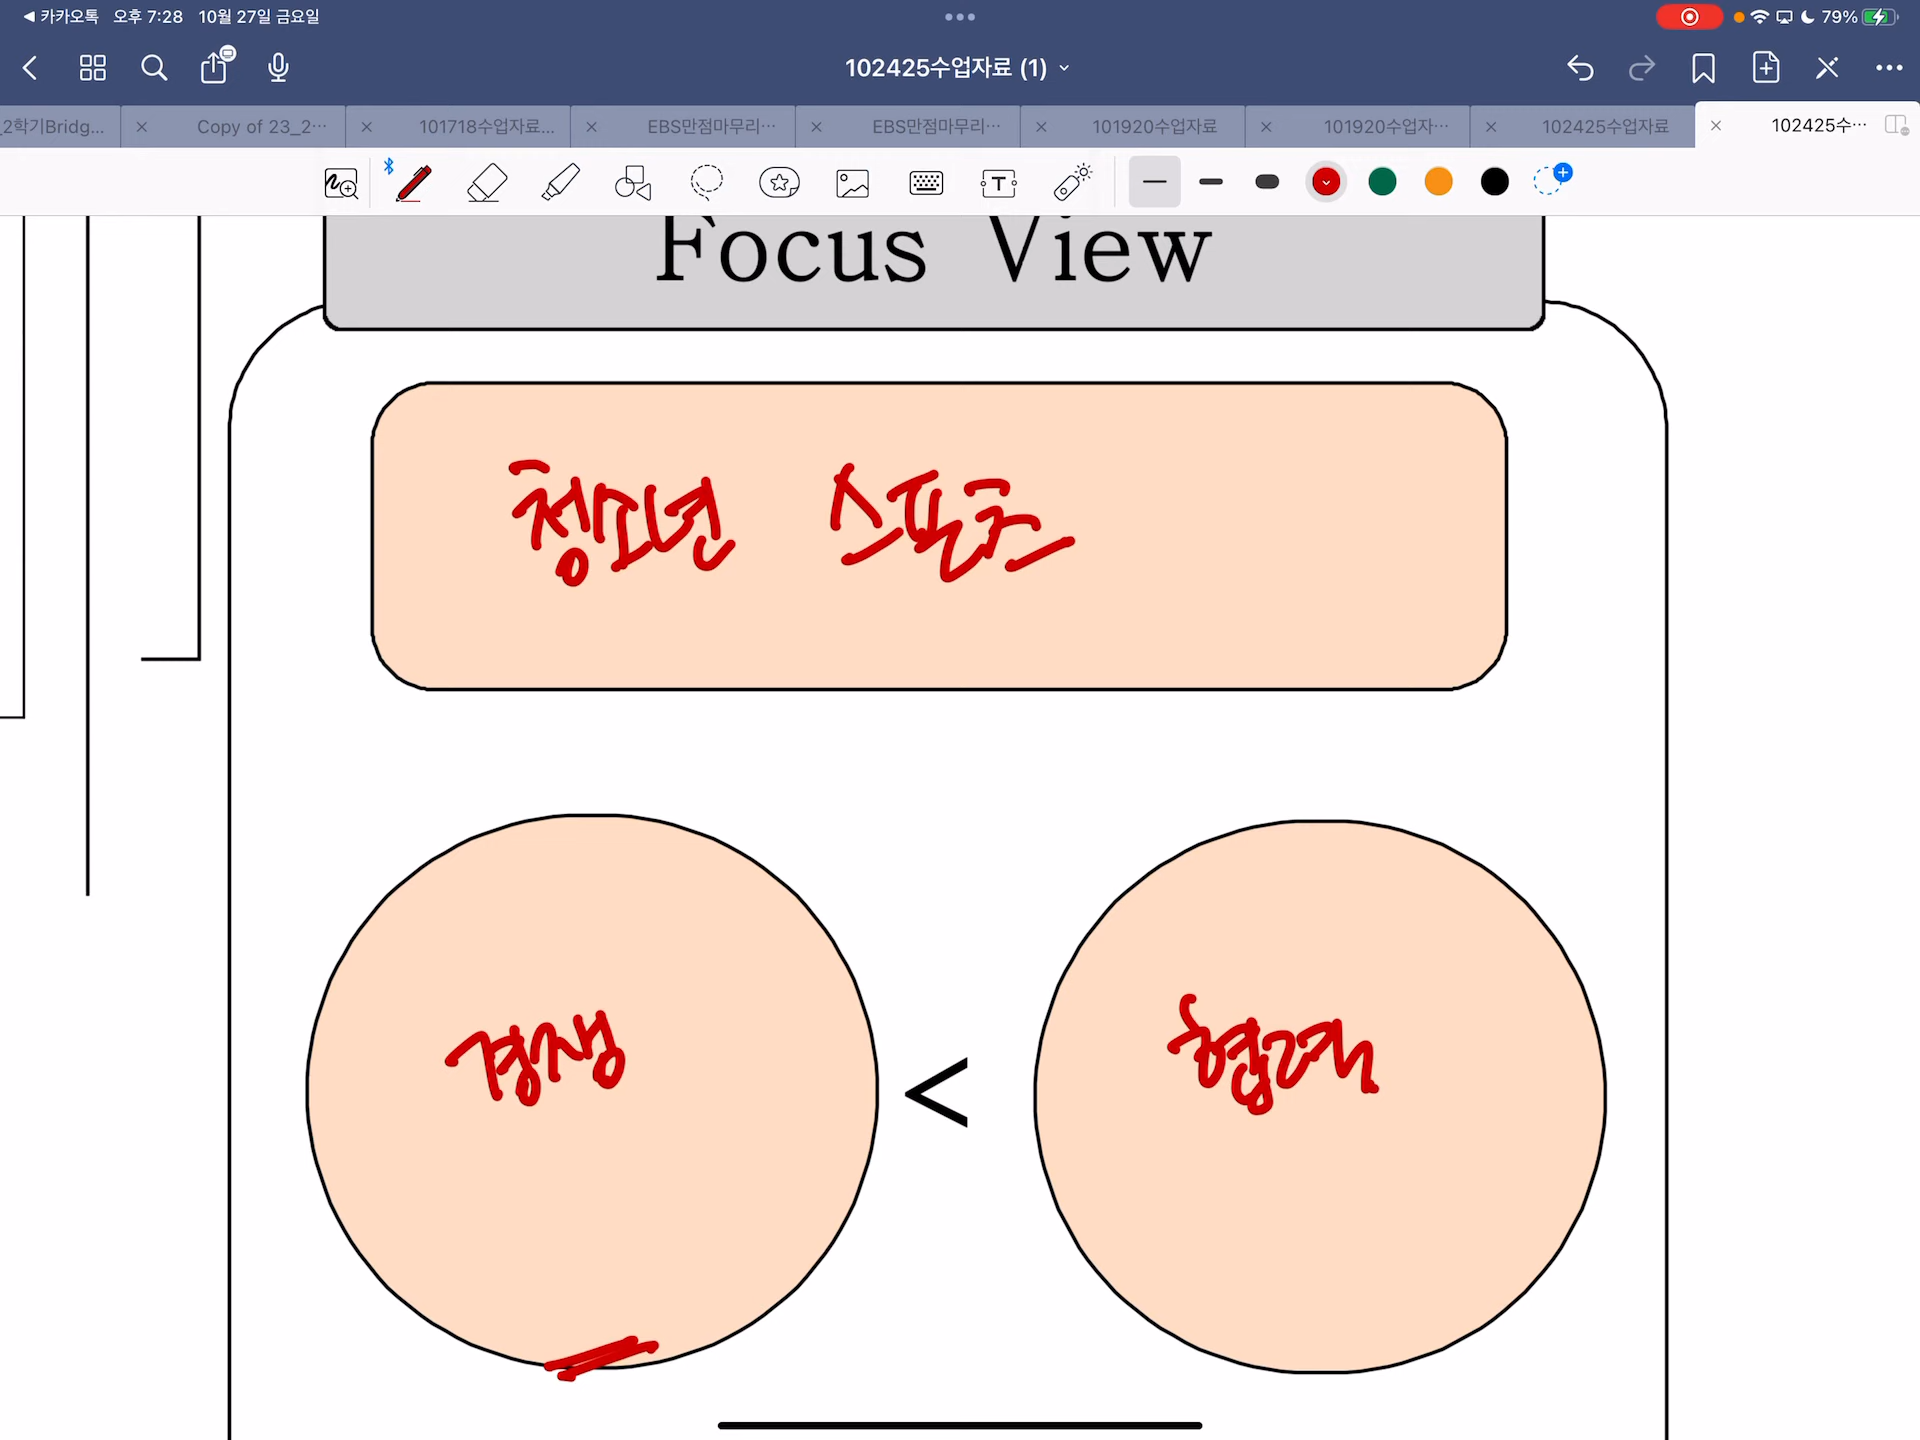 ◀ 카카오톡 오후 7:28 10월 27일 금요일 79%
102425수업자료 (1)
_2학기Bridg... Copy of 23_2… 101718수업자료... EBS만점마무리… EBS만점마무리… 101920수업자료 101920수업자… 102425수업자료 102425수…
Focus View
청소년 스포츠
경쟁 < 협력